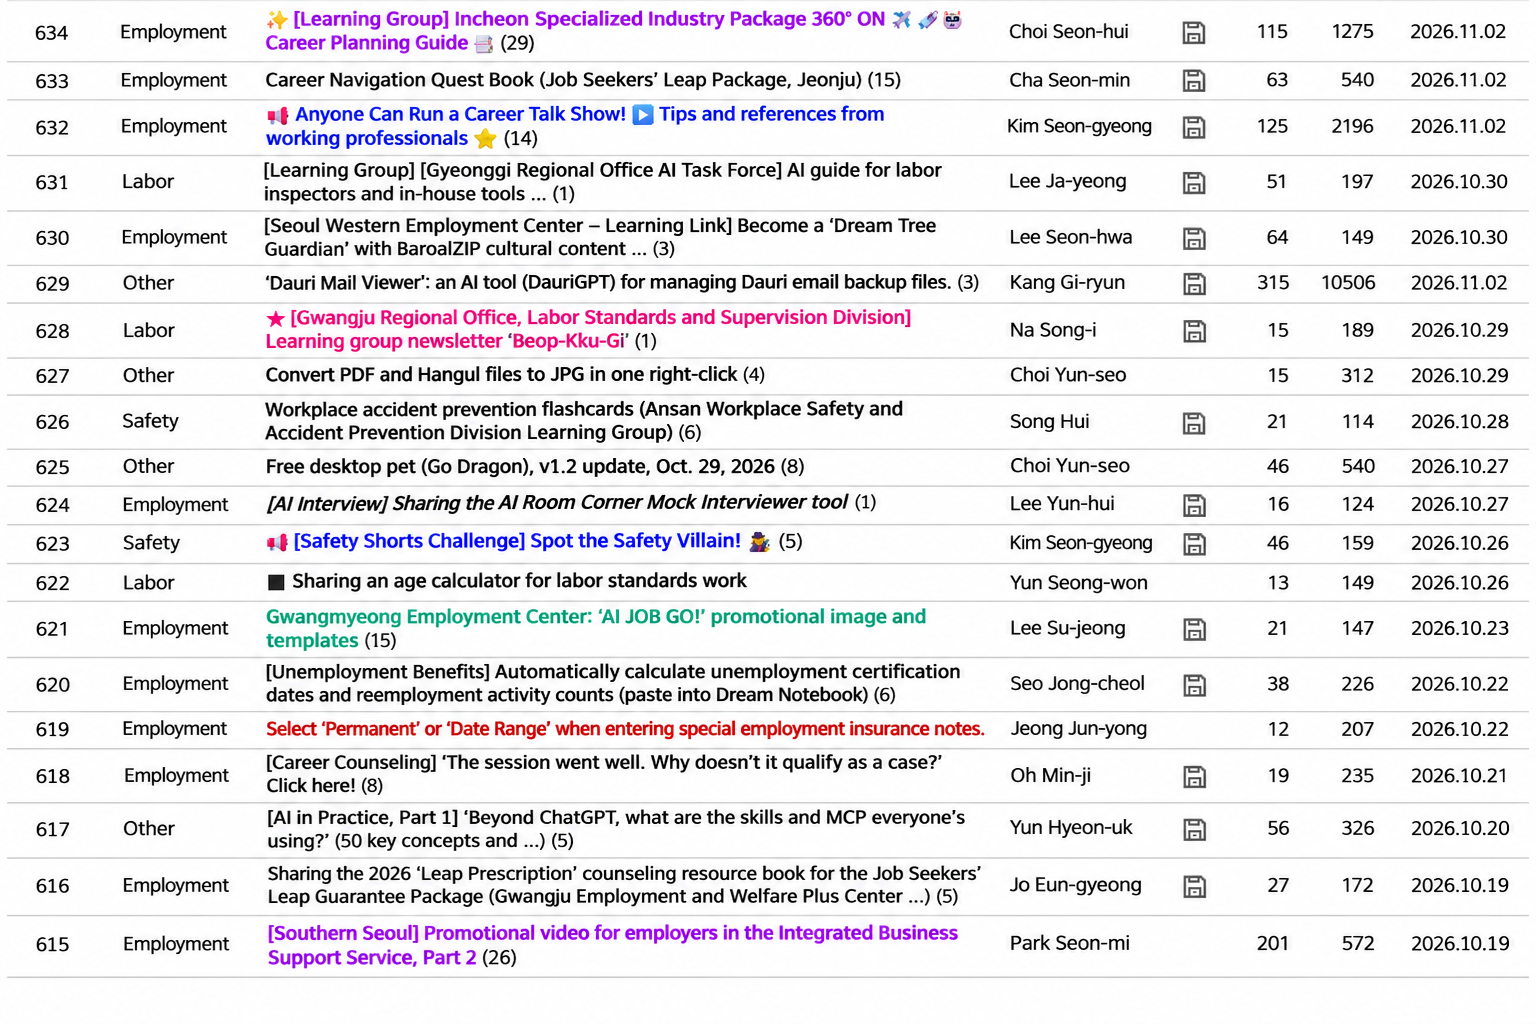 634 Employment ✨ [Learning Group] Incheon Specialized Industry Package 360° ON ✈️ 🚀 🤖 Choi Seon-hui 115 1275 2026.11.02
Career Planning Guide 📑 (29)
633 Employment Career Navigation Quest Book (Job Seekers’ Leap Package, Jeonju) (15) Cha Seon-min 63 540 2026.11.02
632 Employment 📢 Anyone Can Run a Career Talk Show! ▶️ Tips and references from Kim Seon-gyeong 125 2196 2026.11.02
working professionals ⭐ (14)
631 Labor [Learning Group] [Gyeonggi Regional Office AI Task Force] AI guide for labor Lee Ja-yeong 51 197 2026.10.30
inspectors and in-house tools ... (1)
630 Employment [Seoul Western Employment Center – Learning Link] Become a ‘Dream Tree Lee Seon-hwa 64 149 2026.10.30
Guardian’ with BaroalZIP cultural content ... (3)
629 Other ‘Dauri Mail Viewer’: an AI tool (DauriGPT) for managing Dauri email backup files. (3) Kang Gi-ryun 315 10506 2026.11.02
628 Labor ★ [Gwangju Regional Office, Labor Standards and Supervision Division] Na Song-i 15 189 2026.10.29
Learning group newsletter ‘Beop-Kku-Gi’ (1)
627 Other Convert PDF and Hangul files to JPG in one right-click (4) Choi Yun-seo 15 312 2026.10.29
626 Safety Workplace accident prevention flashcards (Ansan Workplace Safety and Song Hui 21 114 2026.10.28
Accident Prevention Division Learning Group) (6)
625 Other Free desktop pet (Go Dragon), v1.2 update, Oct. 29, 2026 (8) Choi Yun-seo 46 540 2026.10.27
624 Employment [AI Interview] Sharing the AI Room Corner Mock Interviewer tool (1) Lee Yun-hui 16 124 2026.10.27
623 Safety 📢 [Safety Shorts Challenge] Spot the Safety Villain! 🕵️ (5) Kim Seon-gyeong 46 159 2026.10.26
622 Labor ■ Sharing an age calculator for labor standards work Yun Seong-won 13 149 2026.10.26
621 Employment Gwangmyeong Employment Center: ‘AI JOB GO!’ promotional image and Lee Su-jeong 21 147 2026.10.23
templates (15)
620 Employment [Unemployment Benefits] Automatically calculate unemployment certification Seo Jong-cheol 38 226 2026.10.22
dates and reemployment activity counts (paste into Dream Notebook) (6)
619 Employment Select ‘Permanent’ or ‘Date Range’ when entering special employment insurance notes. Jeong Jun-yong 12 207 2026.10.22
618 Employment [Career Counseling] ‘The session went well. Why doesn’t it qualify as a case?’ Oh Min-ji 19 235 2026.10.21
Click here! (8)
617 Other [AI in Practice, Part 1] ‘Beyond ChatGPT, what are the skills and MCP everyone’s Yun Hyeon-uk 56 326 2026.10.20
using?’ (50 key concepts and ...) (5)
616 Employment Sharing the 2026 ‘Leap Prescription’ counseling resource book for the Job Seekers’ Jo Eun-gyeong 27 172 2026.10.19
Leap Guarantee Package (Gwangju Employment and Welfare Plus Center ...) (5)
615 Employment [Southern Seoul] Promotional video for employers in the Integrated Business Park Seon-mi 201 572 2026.10.19
Support Service, Part 2 (26)